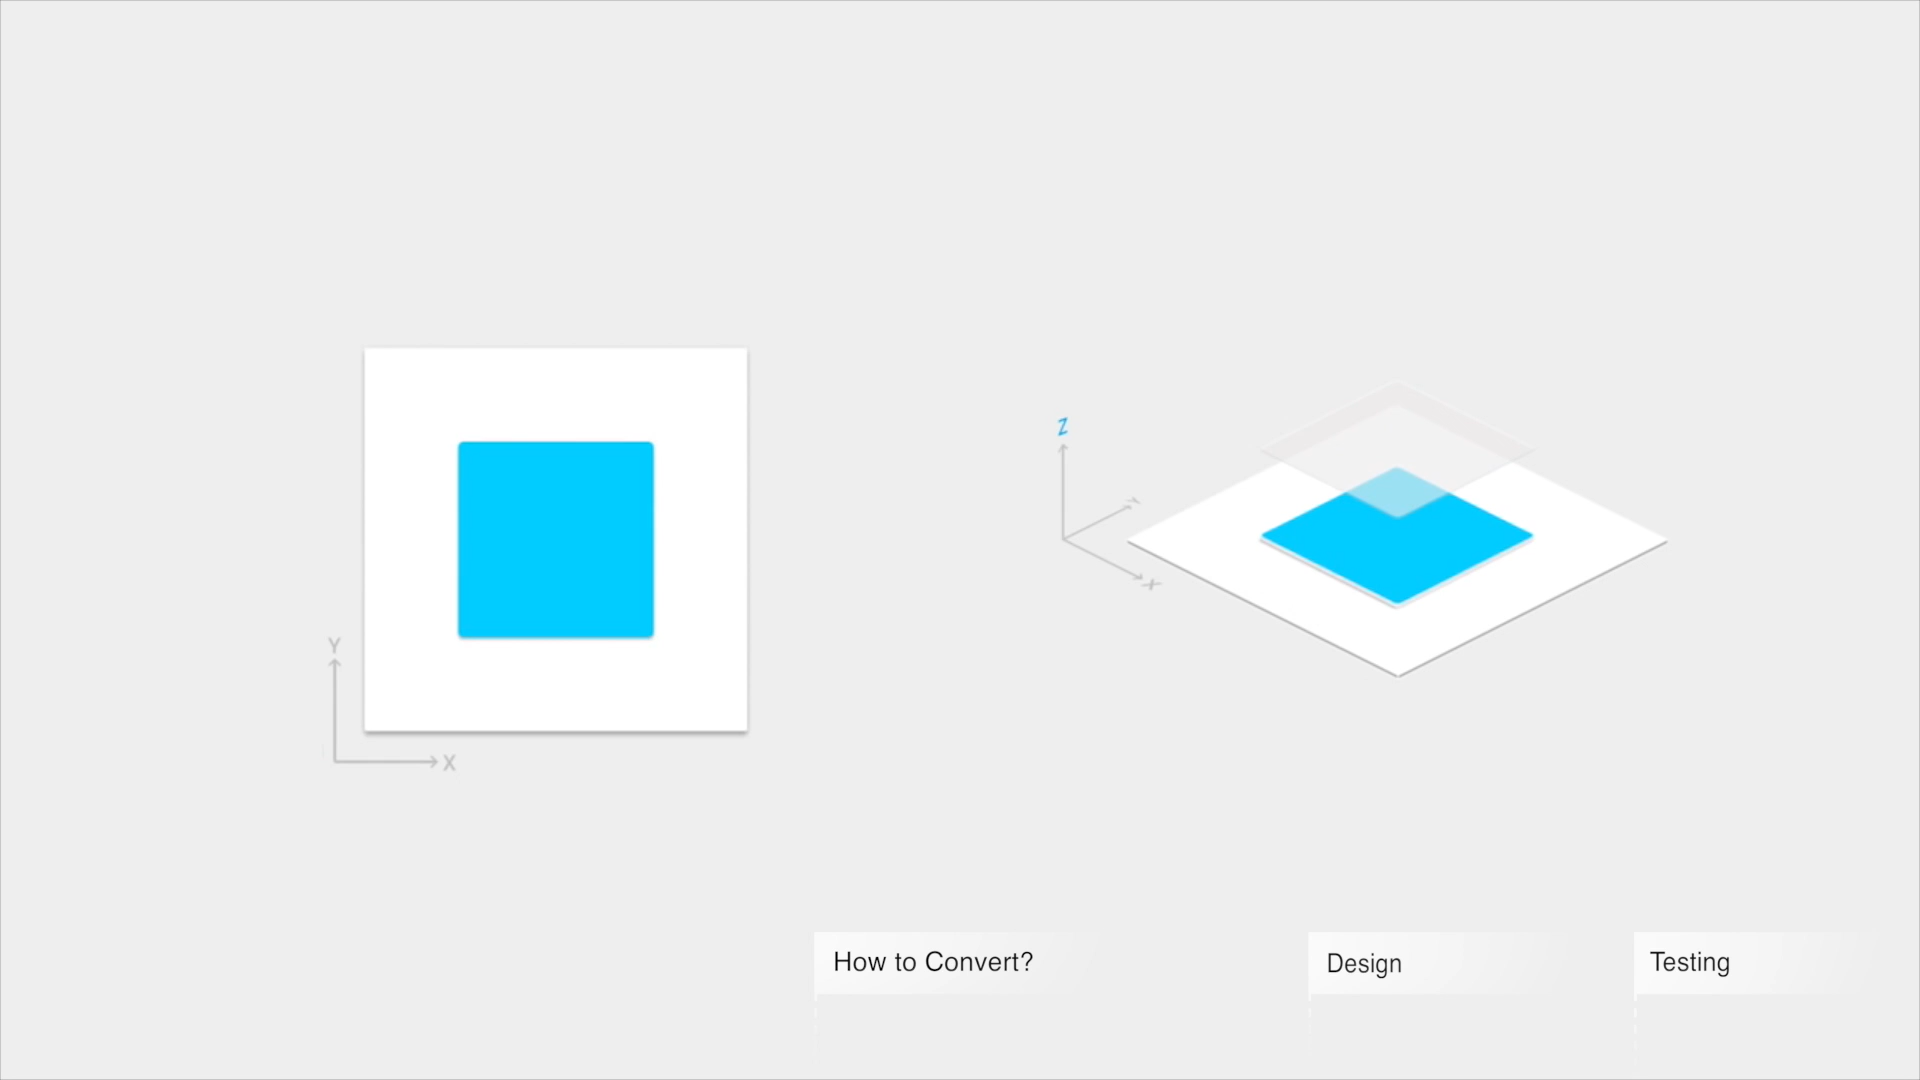 Z
Y
X
Y
X
How to Convert?
Design
Testing